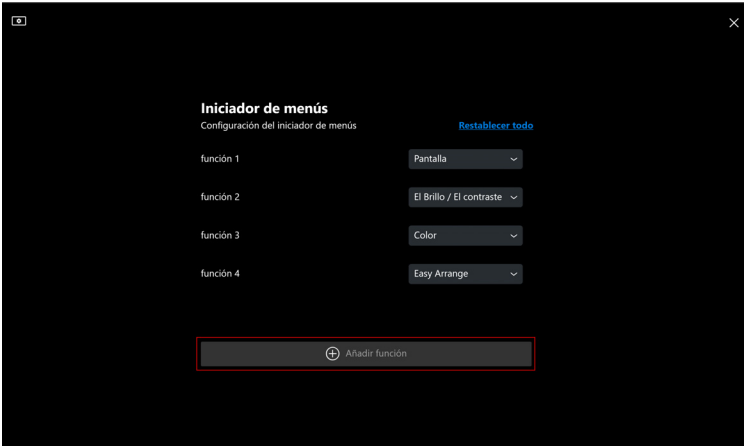 Iniciador de menús
Configuración del iniciador de menús Restablecer todo
función 1 Pantalla
función 2 El Brillo / El contraste
función 3 Color
función 4 Easy Arrange
Añadir función